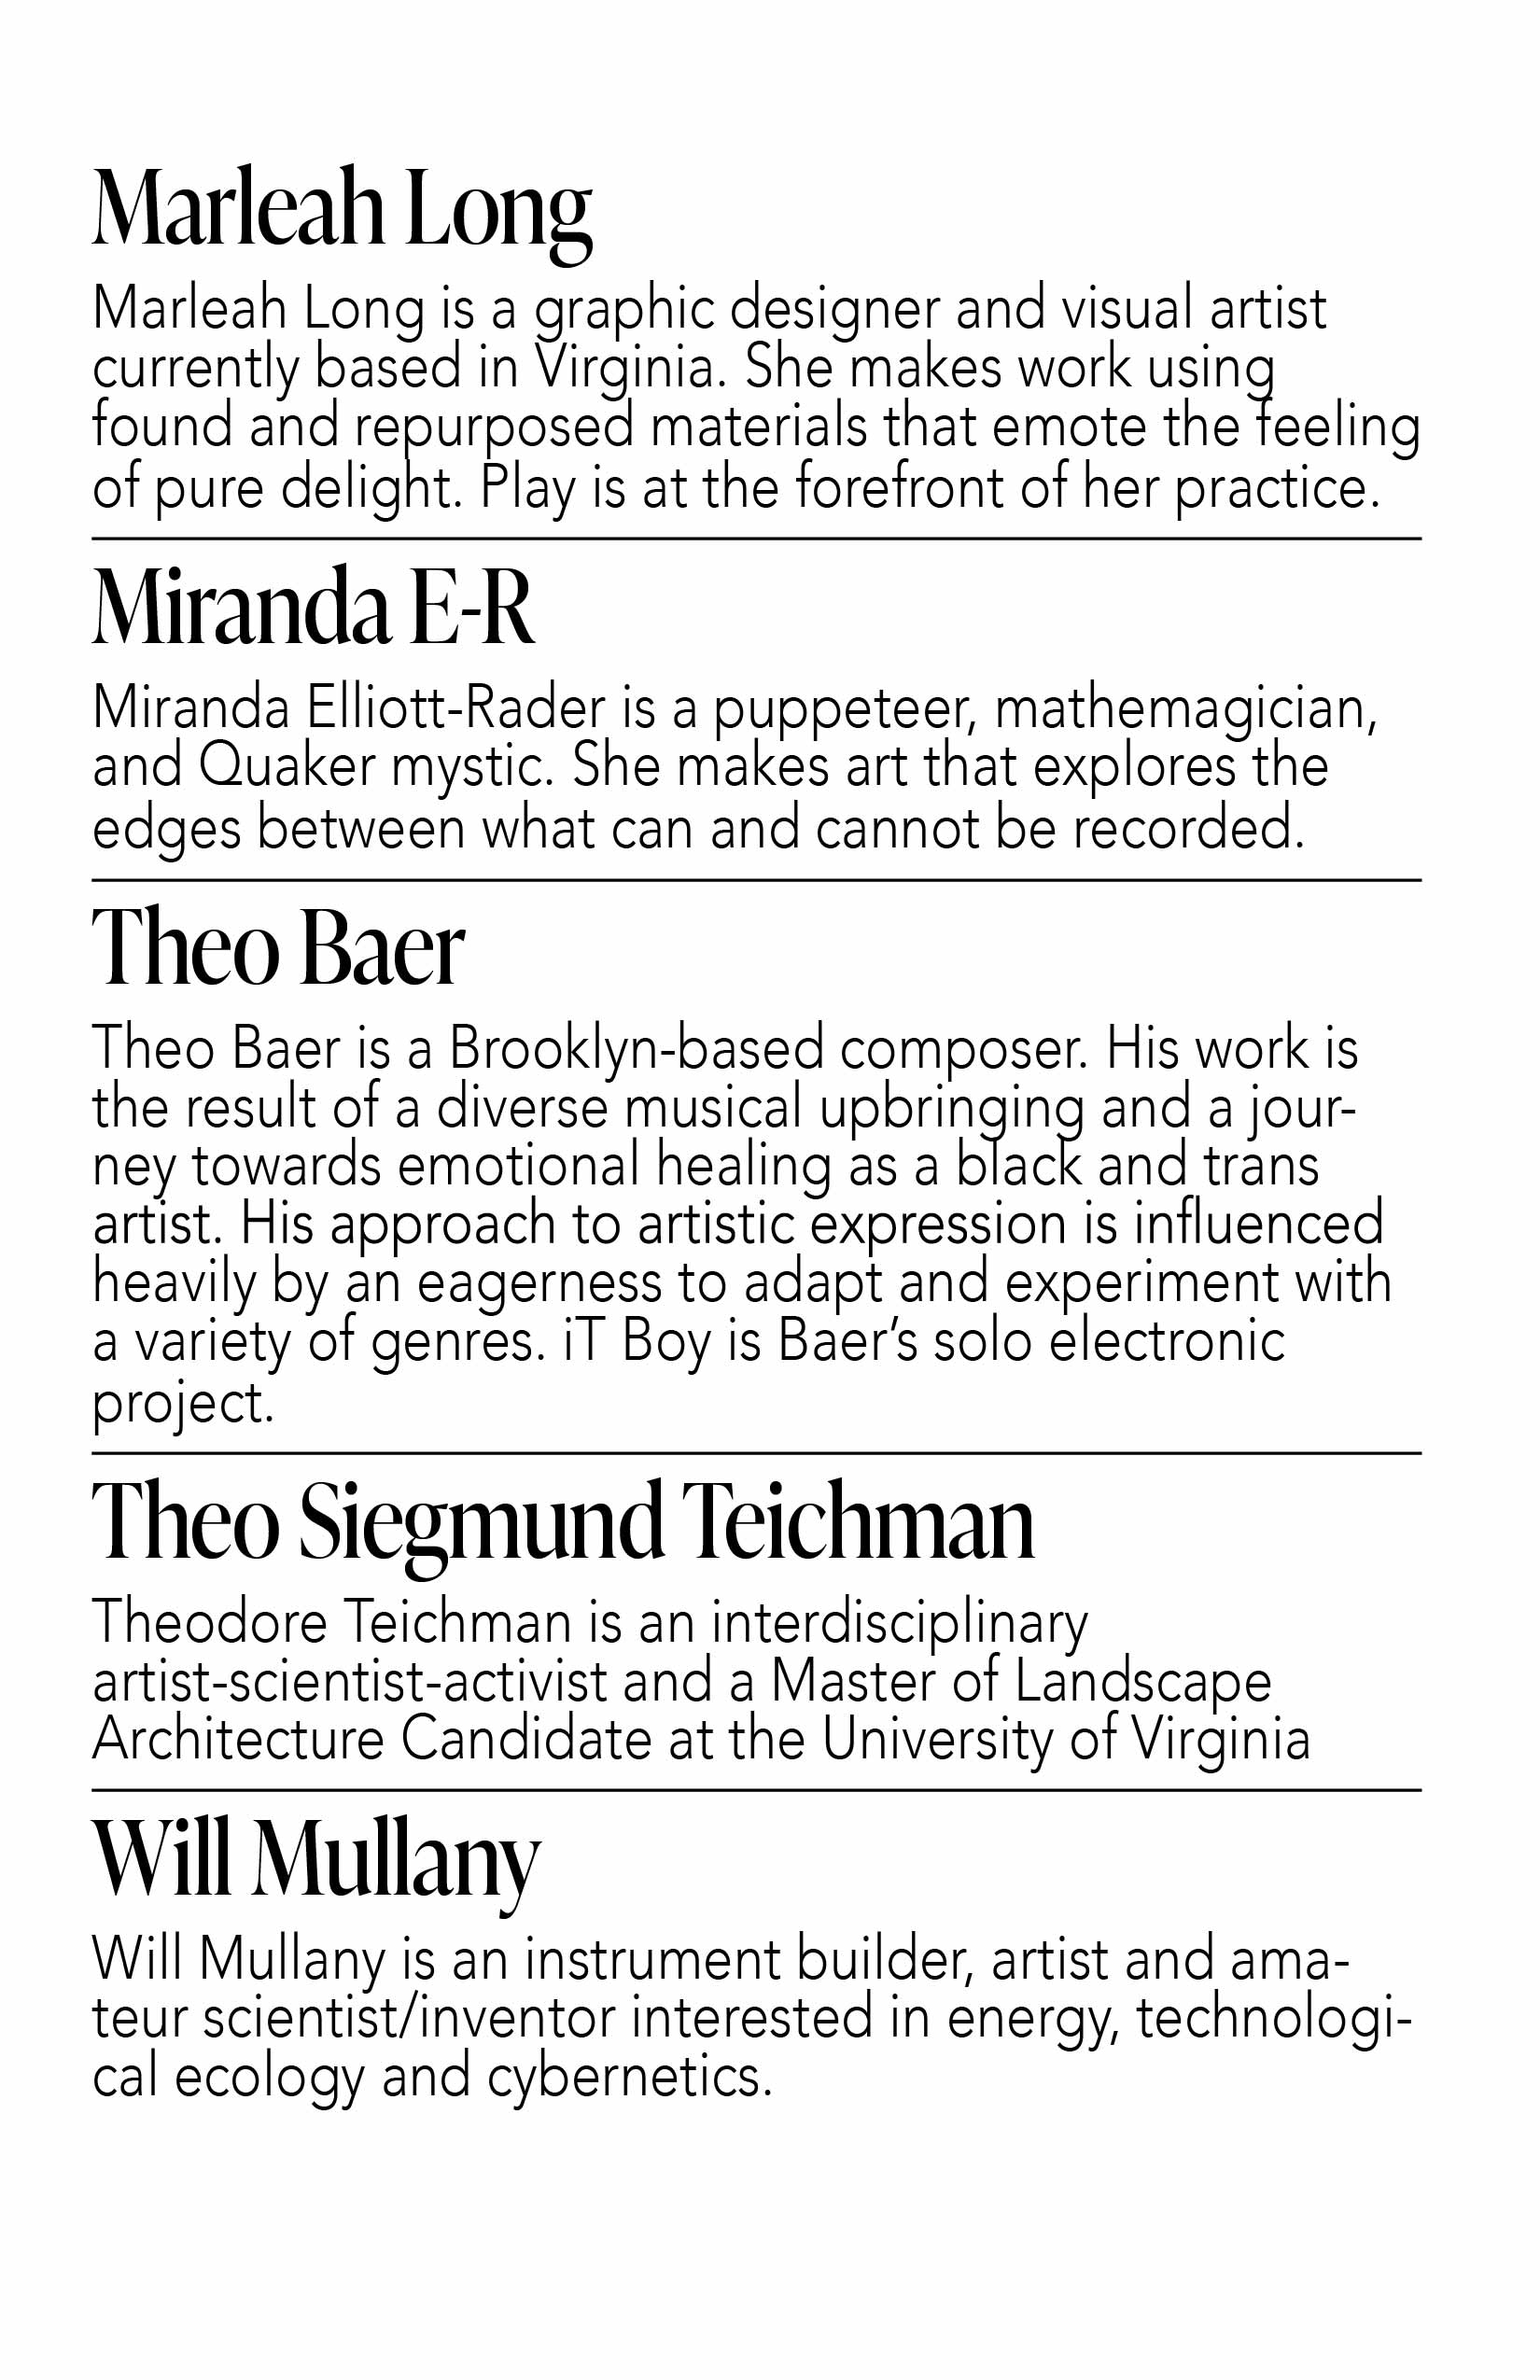 Marleah Long
Marleah Long is a graphic designer and visual artist
currently based in Virginia. She makes work using
found and repurposed materials that emote the feeling
of pure delight. Play is at the forefront of her practice.
Miranda E-R
Miranda Elliott-Rader is a puppeteer, mathemagician,
and Quaker mystic. She makes art that explores the
edges between what can and cannot be recorded.
Theo Baer
Theo Baer is a Brooklyn-based composer. His work is
the result of a diverse musical upbringing and a jour-
ney towards emotional healing as a black and trans
artist. His approach to artistic expression is influenced
heavily by an eagerness to adapt and experiment with
a variety of genres. iT Boy is Baer’s solo electronic
project.
Theo Siegmund Teichman
Theodore Teichman is an interdisciplinary
artist-scientist-activist and a Master of Landscape
Architecture Candidate at the University of Virginia
Will Mullany
Will Mullany is an instrument builder, artist and ama-
teur scientist/inventor interested in energy, technologi-
cal ecology and cybernetics.